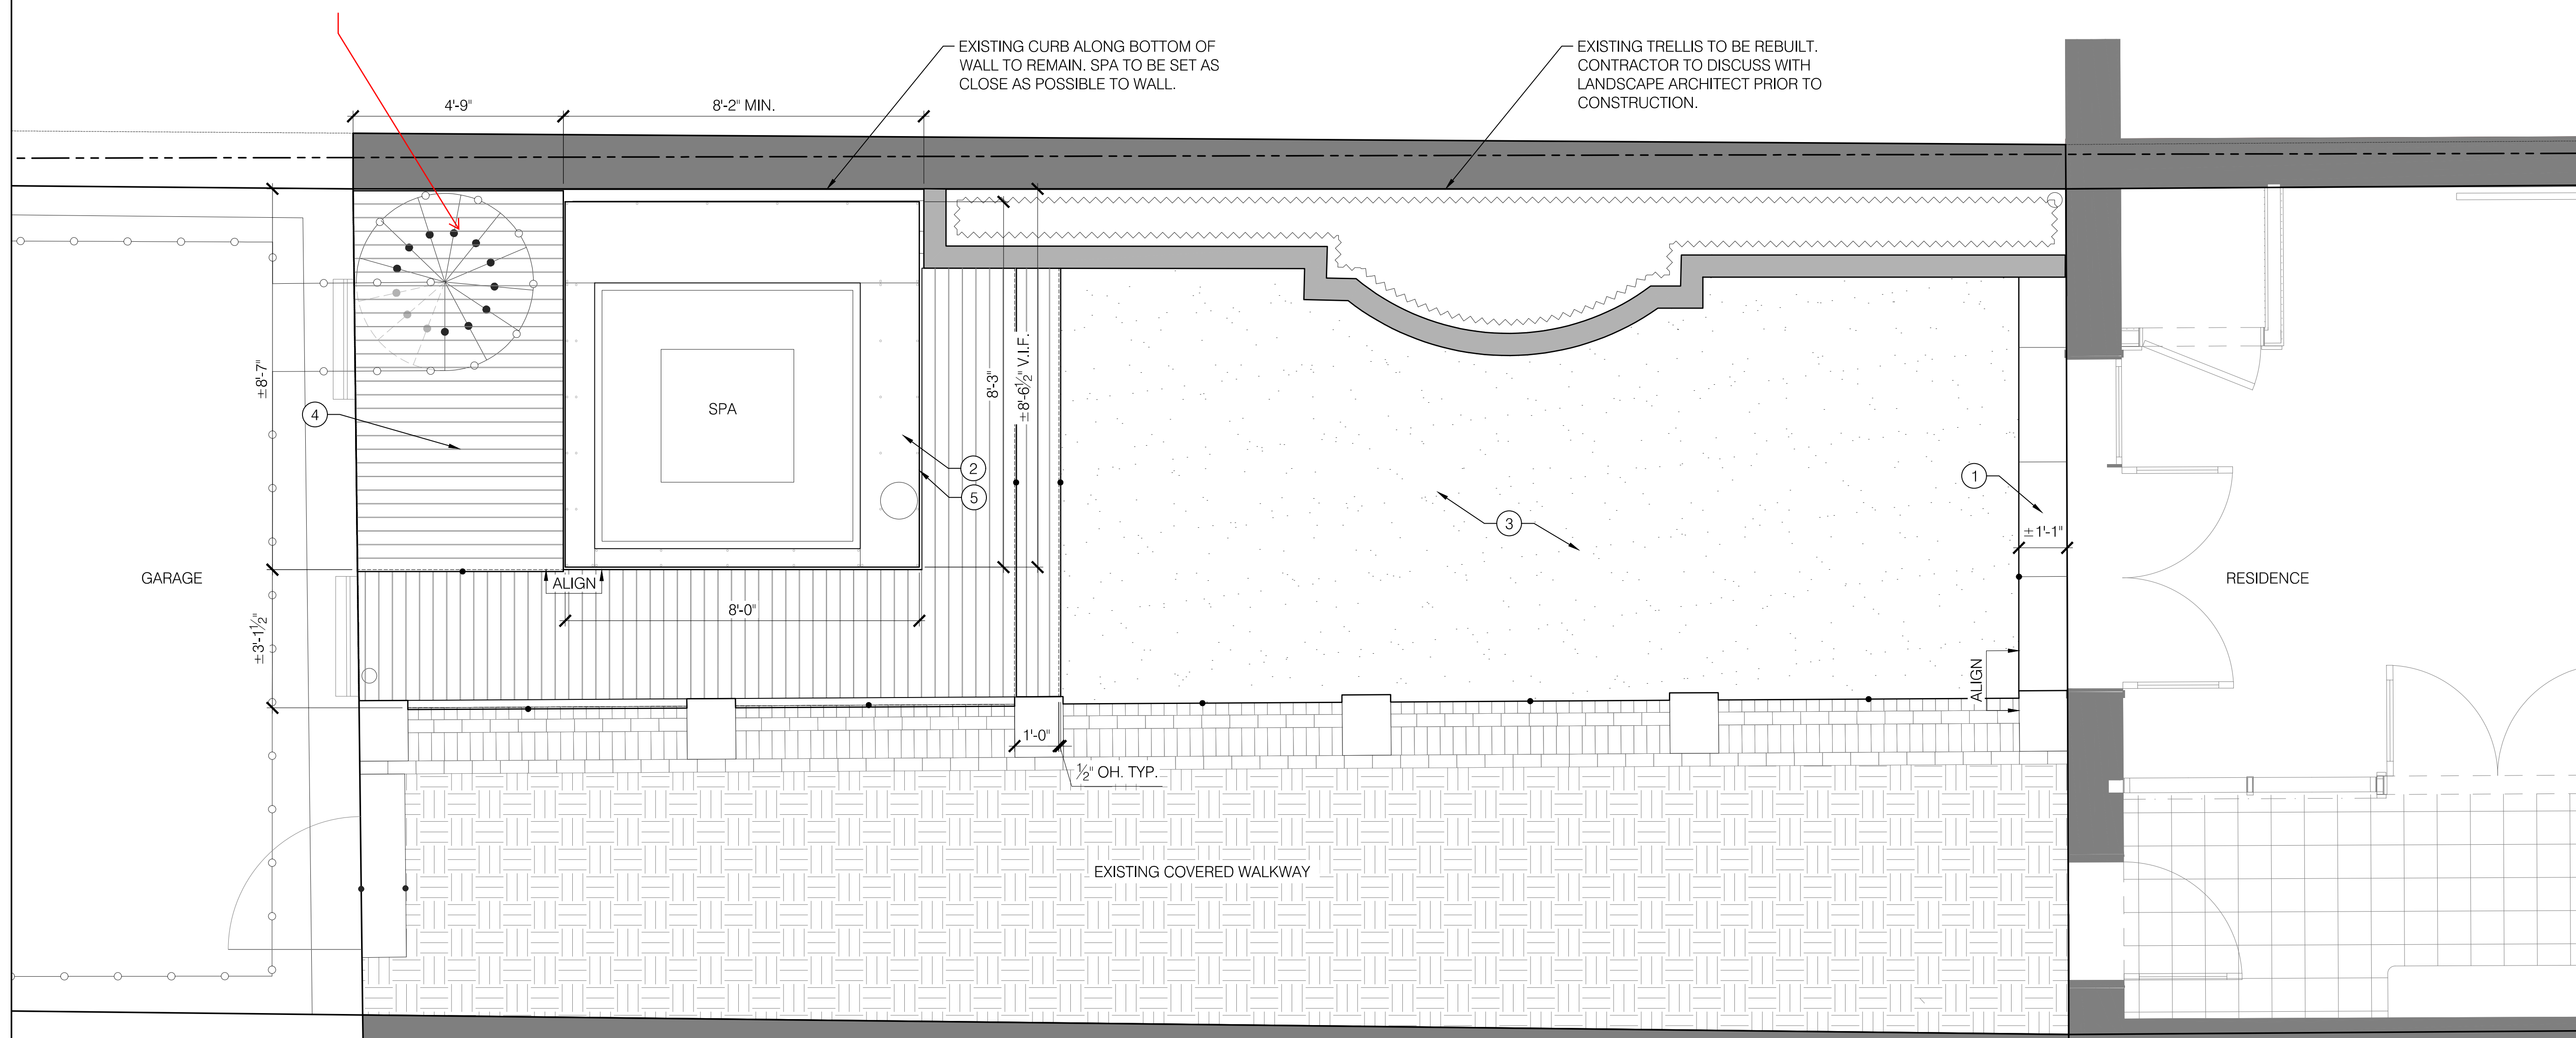 EXISTING CURB ALONG BOTTOM OF
WALL TO REMAIN. SPA TO BE SET AS
CLOSE AS POSSIBLE TO WALL.
EXISTING TRELLIS TO BE REBUILT.
CONTRACTOR TO DISCUSS WITH
LANDSCAPE ARCHITECT PRIOR TO
CONSTRUCTION.
4'-9"
8'-2" MIN.
±8'-7"
8'-3"
±8'-6½" V.I.F.
4
SPA
2
5
1
3
±1'-1"
GARAGE
ALIGN
RESIDENCE
8'-0"
±3'-1½"
ALIGN
1'-0"
½" OH. TYP.
EXISTING COVERED WALKWAY